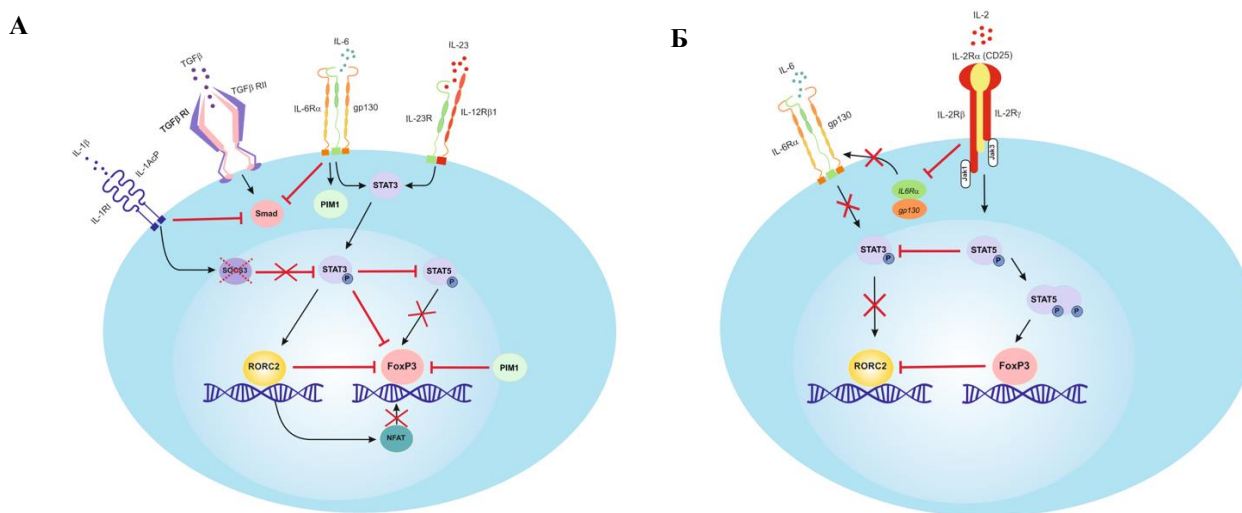 А
TGFβ
TGFβ RII
TGFβ RI
IL-6
IL-6Rα
gp130
IL-23
IL-23R
IL-12Rβ1
IL-1β
IL-1AcP
IL-1RI
Smad
PIM1
STAT3
SOCS3
STAT3
P
STAT5
P
RORC2
FoxP3
PIM1
NFAT
Б
IL-2
IL-2Rα (CD25)
IL-6
gp130
IL-6Rα
IL-2Rβ
IL-2Rγ
Jak1
Jak3
IL6Rα
gp130
STAT3
P
STAT5
P
STAT5
P P
RORC2
FoxP3